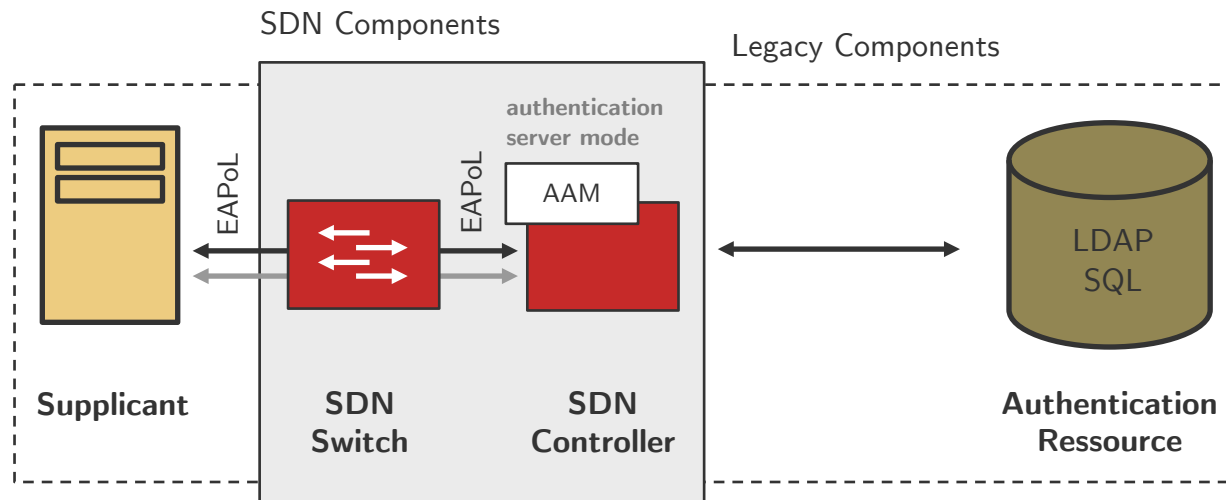 SDN Components
Legacy Components
authentication
server mode
EAPoL
EAPoL
AAM
LDAP
SQL
Supplicant
SDN
Switch
SDN
Controller
Authentication
Ressource